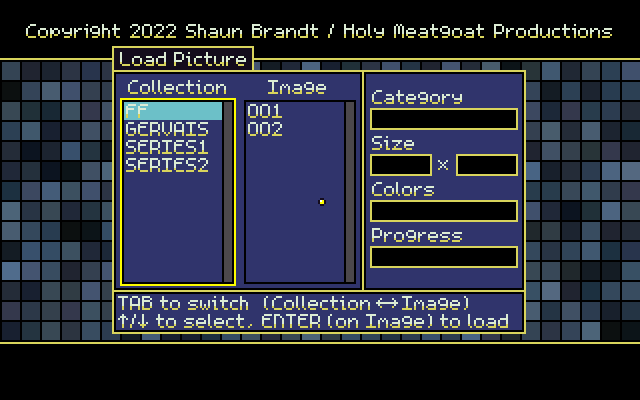 Copyright 2022 Shaun Brandt / Holy Meatgoat Productions
Load Picture
Collection
FF
GERVAIS
SERIES1
SERIES2
Image
001
002
Category
Size
x
Colors
Progress
TAB to switch (Collection ↔ Image)
↑/↓ to select, ENTER (on Image) to load